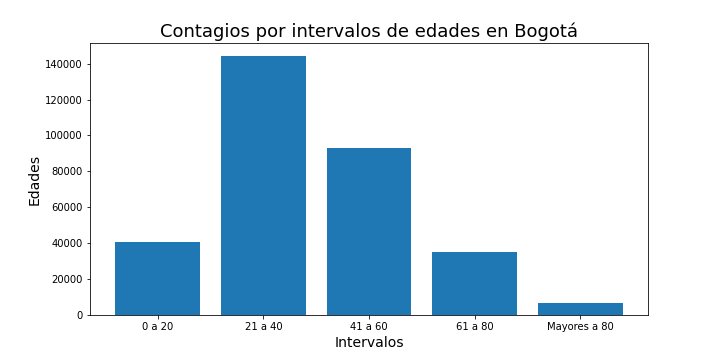 Contagios por intervalos de edades en Bogotá
Edades
140000
120000
100000
80000
60000
40000
20000
0
0 a 20
21 a 40
41 a 60
61 a 80
Mayores a 80
Intervalos